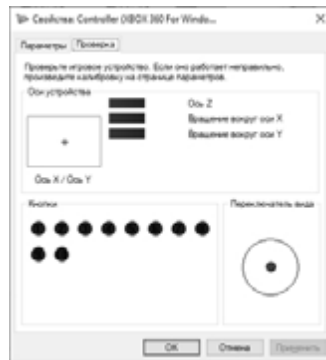 Свойства: Controller (XBOX 360 For Windo...
Параметры
Проверка
Проверьте игровое устройство. Если оно работает неправильно,
произведите калибровку на странице параметров.
Оси устройства
Ось Z
Вращение вокруг оси X
Вращение вокруг оси Y
Ось X / Ось Y
Кнопки
Переключатель вида
OK
Отмена
Применить